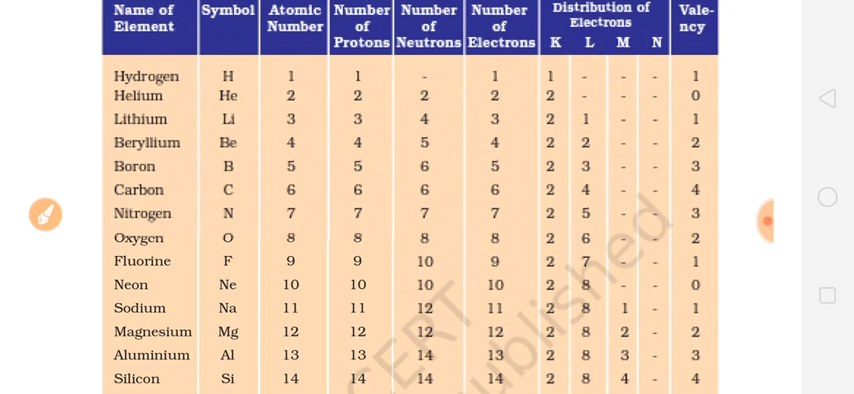 Name of Element Symbol Atomic Number Number of Protons Number of Neutrons Number of Electrons Distribution of Electrons K L M N Vale-ncy
Hydrogen H 1 1 - 1 1 - - - 1
Helium He 2 2 2 2 2 - - - 0
Lithium Li 3 3 4 3 2 1 - - 1
Beryllium Be 4 4 5 4 2 2 - - 2
Boron B 5 5 6 5 2 3 - - 3
Carbon C 6 6 6 6 2 4 - - 4
Nitrogen N 7 7 7 7 2 5 - - 3
Oxygen O 8 8 8 8 2 6 - - 2
Fluorine F 9 9 10 9 2 7 - - 1
Neon Ne 10 10 10 10 2 8 - - 0
Sodium Na 11 11 12 11 2 8 1 - 1
Magnesium Mg 12 12 12 12 2 8 2 - 2
Aluminium Al 13 13 14 13 2 8 3 - 3
Silicon Si 14 14 14 14 2 8 4 - 4
CERT
ublished